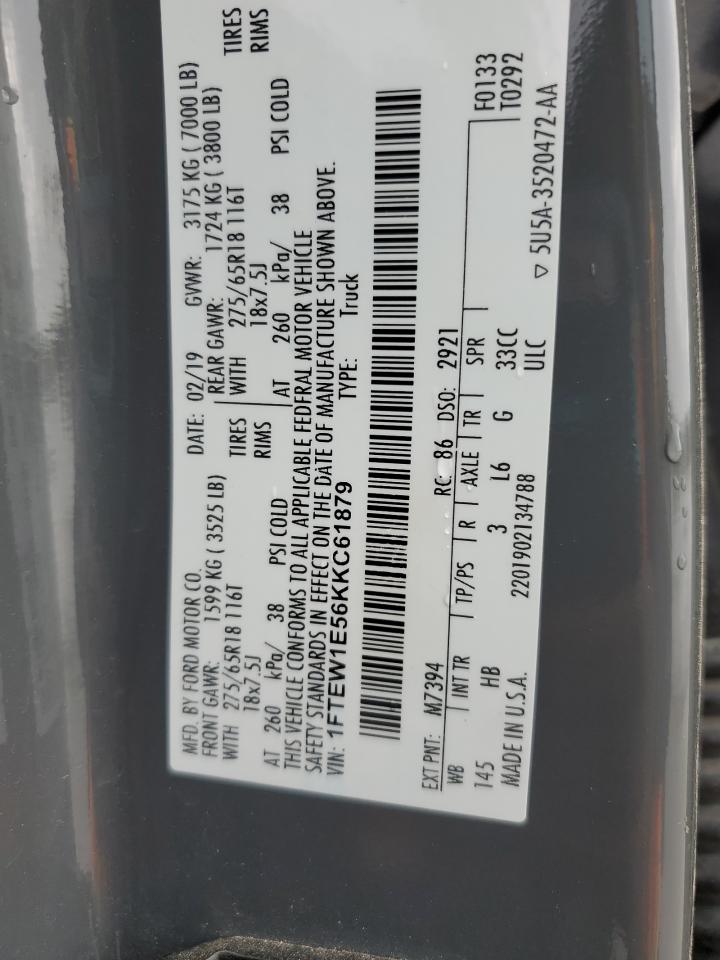 MFD. BY FORD MOTOR CO. DATE: 02/19 GVWR: 3175 KG ( 7000 LB)
FRONT GAWR: 1599 KG ( 3525 LB) REAR GAWR: 1724 KG ( 3800 LB)
WITH 275/65R18 116T TIRES WITH 275/65R18 116T TIRES
18x7.5J RIMS 18x7.5J RIMS
AT 260 kPa/ 38 PSI COLD AT 260 kPa/ 38 PSI COLD
THIS VEHICLE CONFORMS TO ALL APPLICABLE FEDERAL MOTOR VEHICLE
SAFETY STANDARDS IN EFFECT ON THE DATE OF MANUFACTURE SHOWN ABOVE.
VIN: 1FTEW1E56KKC61879 TYPE: Truck
EXT PNT: M7394 RC: 86 DSO: 2921 F0133
WB INT TR TP/PS R AXLE TR SPR T0292
145 HB 3 L6 G 33CC
MADE IN U.S.A. 2201902134788 ULC ▽ 5U5A-3520472-AA